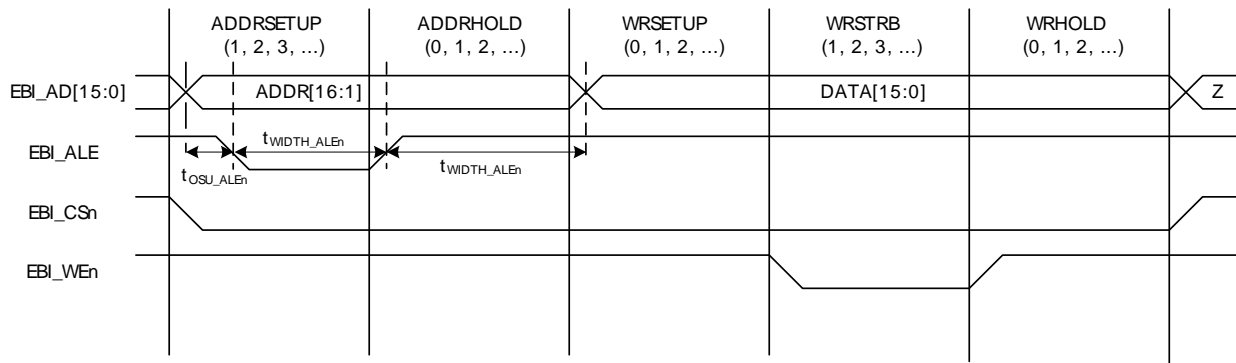 ADDRSETUP ADDRHOLD WRSETUP WRSTRB WRHOLD
(1, 2, 3, ...) (0, 1, 2, ...) (0, 1, 2, ...) (1, 2, 3, ...) (0, 1, 2, ...)
EBI_AD[15:0] ADDR[16:1] DATA[15:0] Z
EBI_ALE tWIDTH_ALEn
tOSU_ALEn tWIDTH_ALEn
EBI_CSn
EBI_WEn